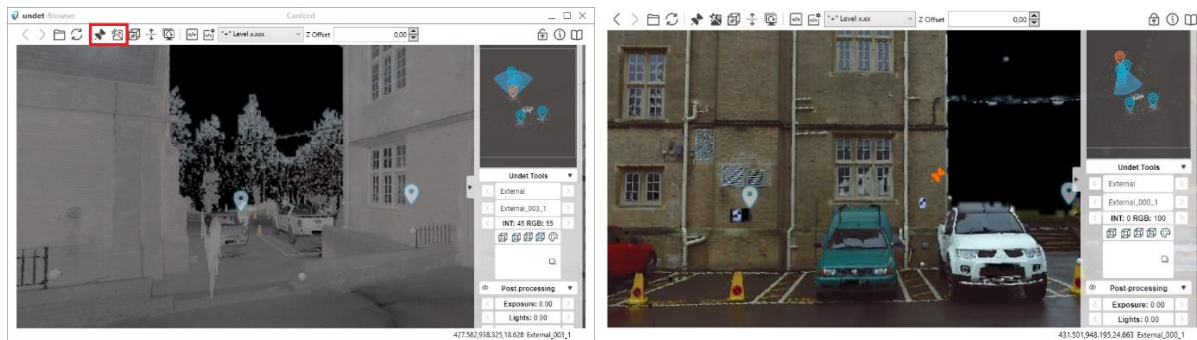 undet Browser
Canford
"+" Level x.xxx
Z Offset
0,00
Undet Tools
External
External_003_1
INT: 45 RGB: 55
Post-processing
Exposure: 0.00
Lights: 0.00
427.582,938.325,18.628 External_003_1
"+" Level x.xx
Z Offset
0,00
Undet Tools
External
External_000_1
INT: 0 RGB: 100
Post-processing
Exposure: 0.00
Lights: 0.00
431.501,948.195,24.663 External_000_1